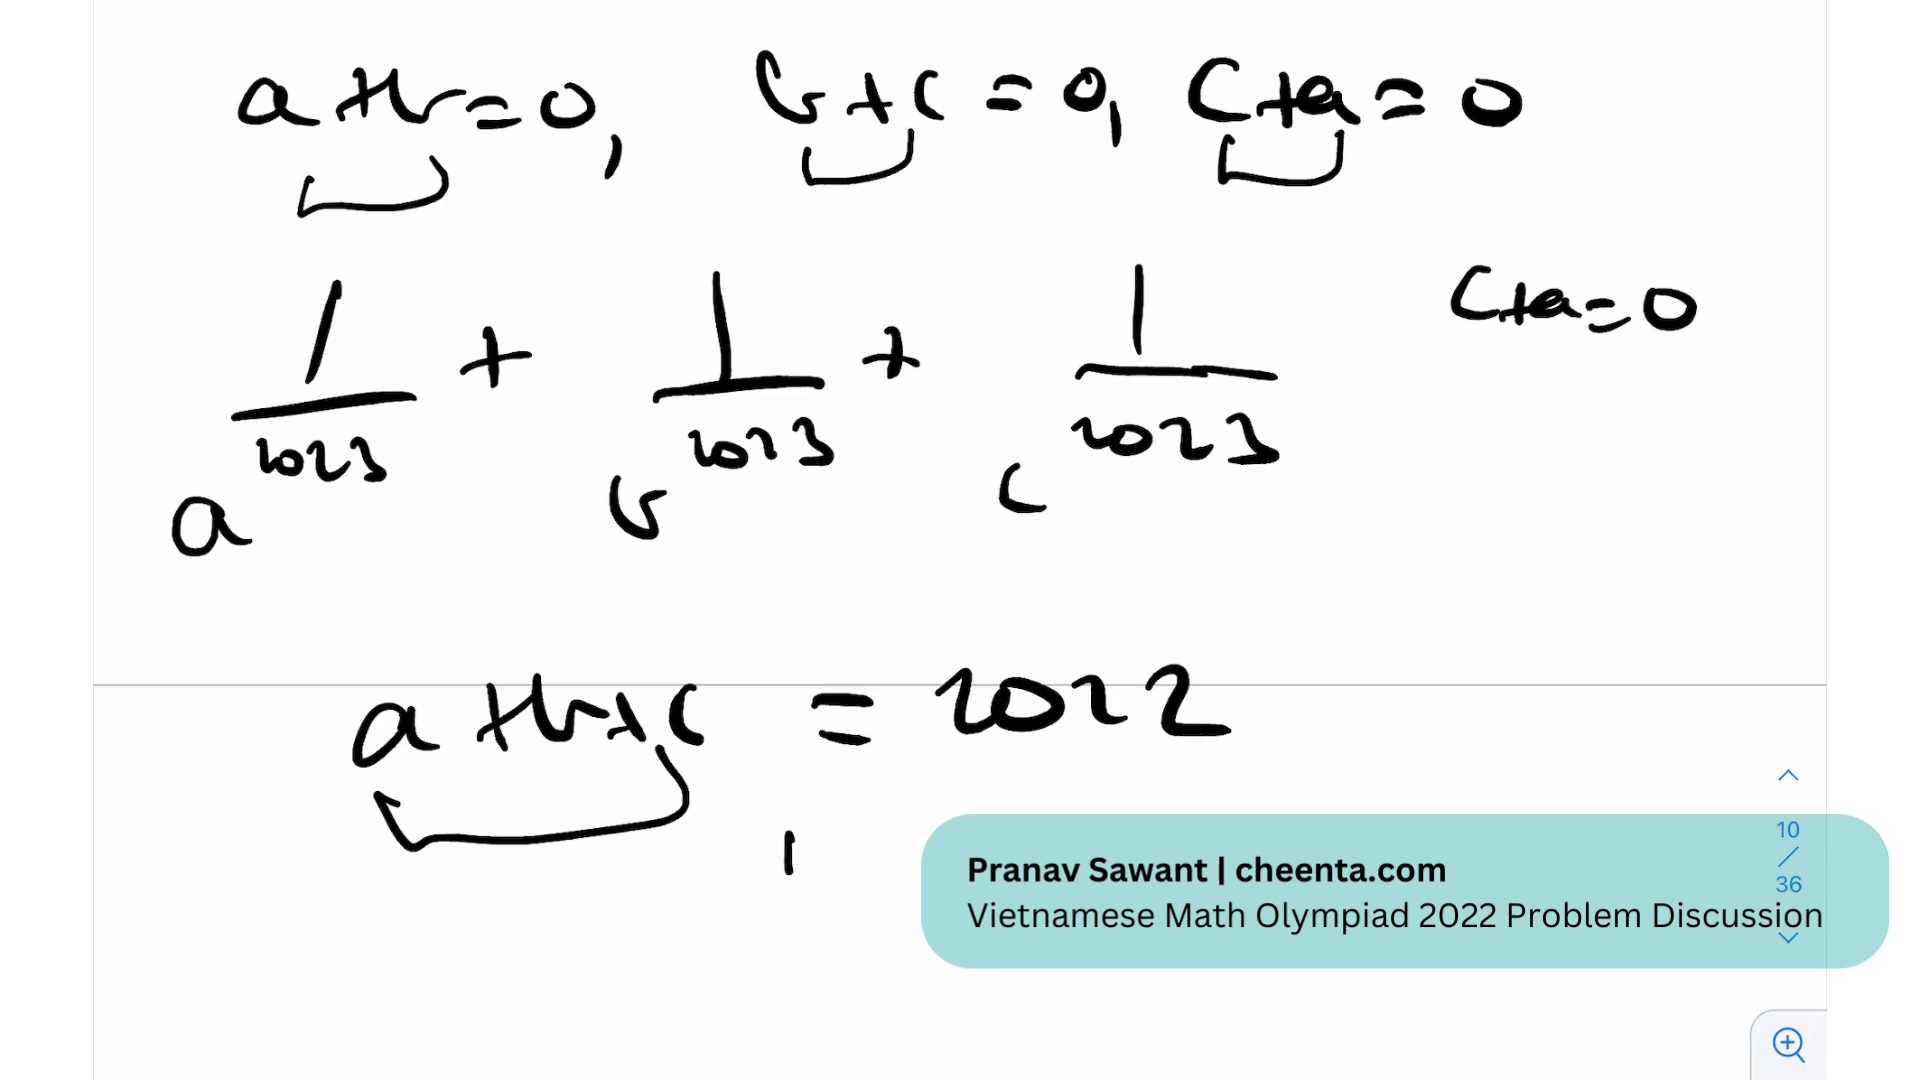 a+b=0, b+c=0, c+a=0
c+a=0
1/a^2023 + 1/b^2023 + 1/c^2023
a+b+c = 2022
10
/
36
Pranav Sawant | cheenta.com
Vietnamese Math Olympiad 2022 Problem Discussion